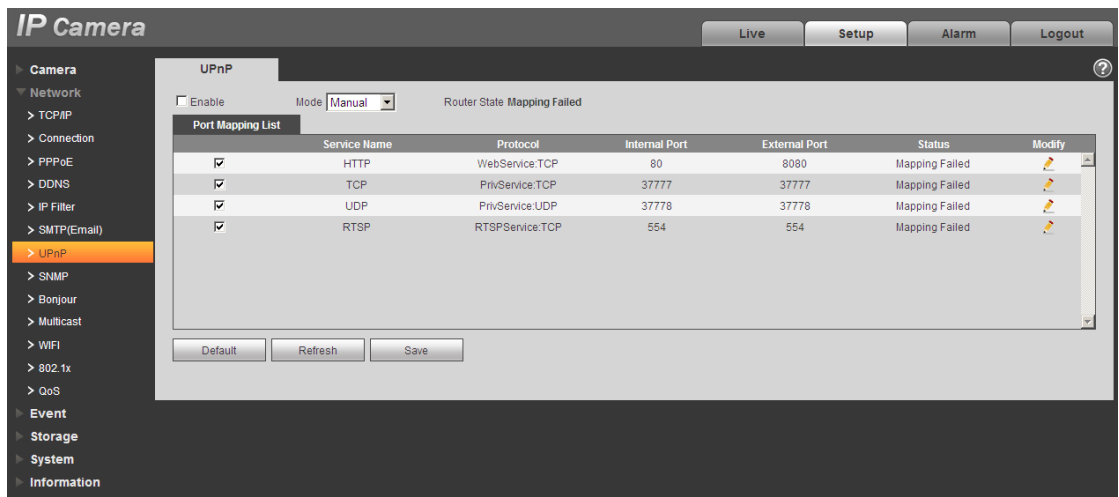 IP Camera
Live Setup Alarm Logout
Camera
Network
> TCP/IP
> Connection
> PPPoE
> DDNS
> IP Filter
> SMTP(Email)
> UPnP
> SNMP
> Bonjour
> Multicast
> WIFI
> 802.1x
> QoS
Event
Storage
System
Information
UPnP ?
Enable Mode Manual Router State Mapping Failed
Port Mapping List
Service Name Protocol Internal Port External Port Status Modify
HTTP WebService:TCP 80 8080 Mapping Failed
TCP PrivService:TCP 37777 37777 Mapping Failed
UDP PrivService:UDP 37778 37778 Mapping Failed
RTSP RTSPService:TCP 554 554 Mapping Failed
Default Refresh Save